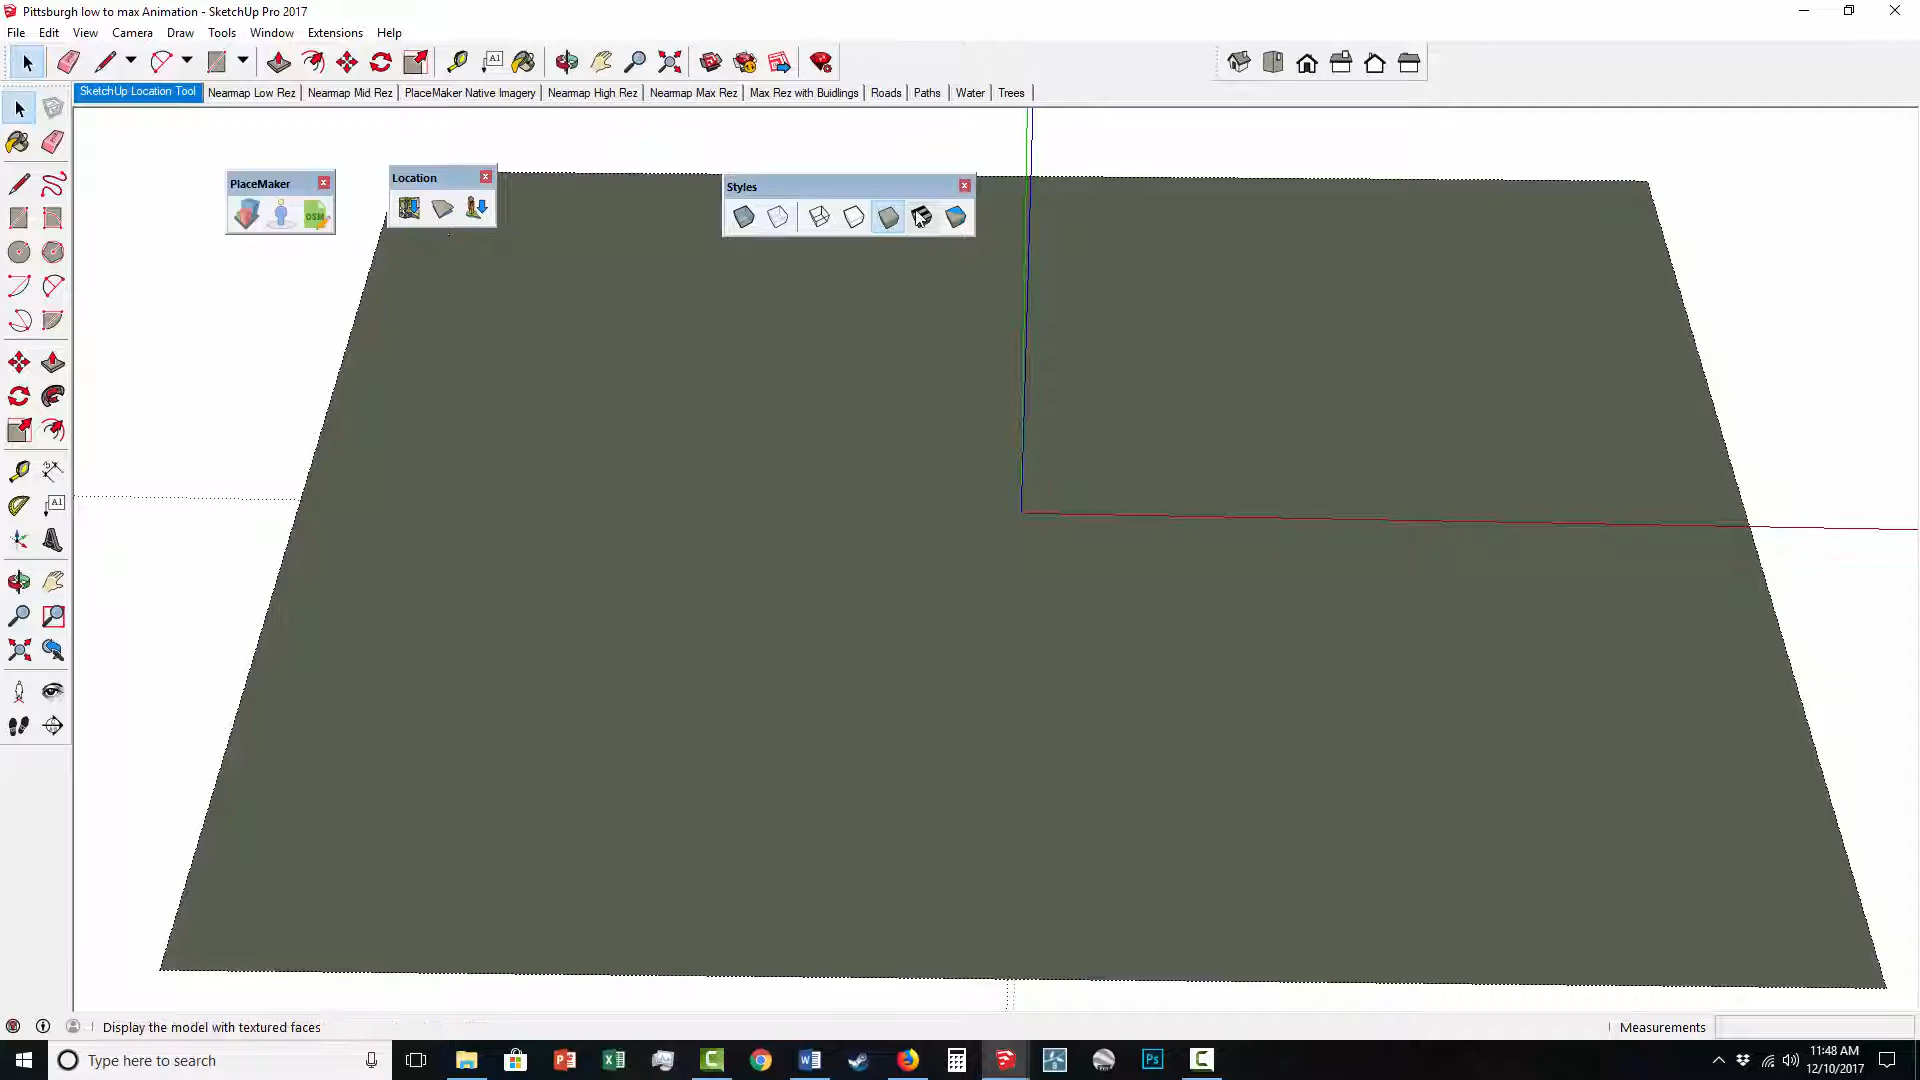 Pittsburgh low to max Animation - SketchUp Pro 2017
File Edit View Camera Draw Tools Window Extensions Help
A1
SketchUp Location Tool Nearmap Low Rez Nearmap Mid Rez PlaceMaker Native Imagery Nearmap High Rez Nearmap Max Rez Max Rez with Buidlings Roads Paths Water Trees
PlaceMaker
OSM
Location
Styles
A1
Display the model with textured faces
Measurements
Type here to search
Ps
11:48 AM
12/10/2017